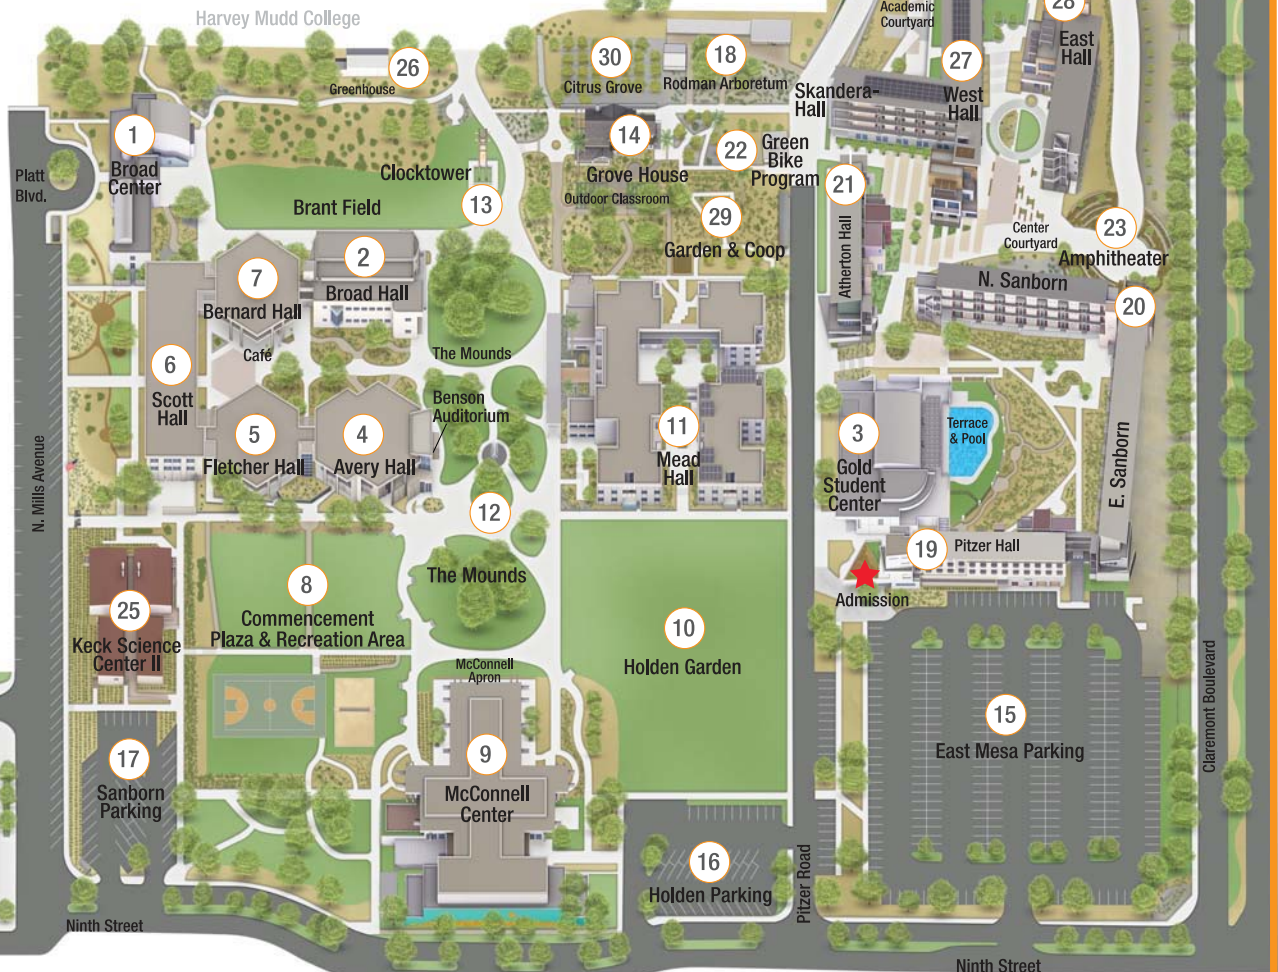 Harvey Mudd College
Academic
Courtyard
28
East
Hall
26
Greenhouse
30
Citrus Grove
18
Rodman Arboretum
27
West
Hall
Skandera-
Hall
1
Broad
Center
Platt
Blvd.
Clocktower
13
Brant Field
14
Grove House
Outdoor Classroom
22
Green
Bike
Program
21
Atherton Hall
29
Garden & Coop
Center
Courtyard
23
Amphitheater
7
Bernard Hall
2
Broad Hall
N. Sanborn
20
Café
The Mounds
6
Scott
Hall
Benson
Auditorium
5
Fletcher Hall
4
Avery Hall
11
Mead
Hall
3
Gold
Student
Center
Terrace
& Pool
E. Sanborn
N. Mills Avenue
12
19
Pitzer Hall
Admission
8
Commencement
Plaza & Recreation Area
The Mounds
25
Keck Science
Center II
10
Holden Garden
McConnell
Apron
15
East Mesa Parking
Claremont Boulevard
17
Sanborn
Parking
9
McConnell
Center
16
Holden Parking
Pitzer Road
Ninth Street
Ninth Street